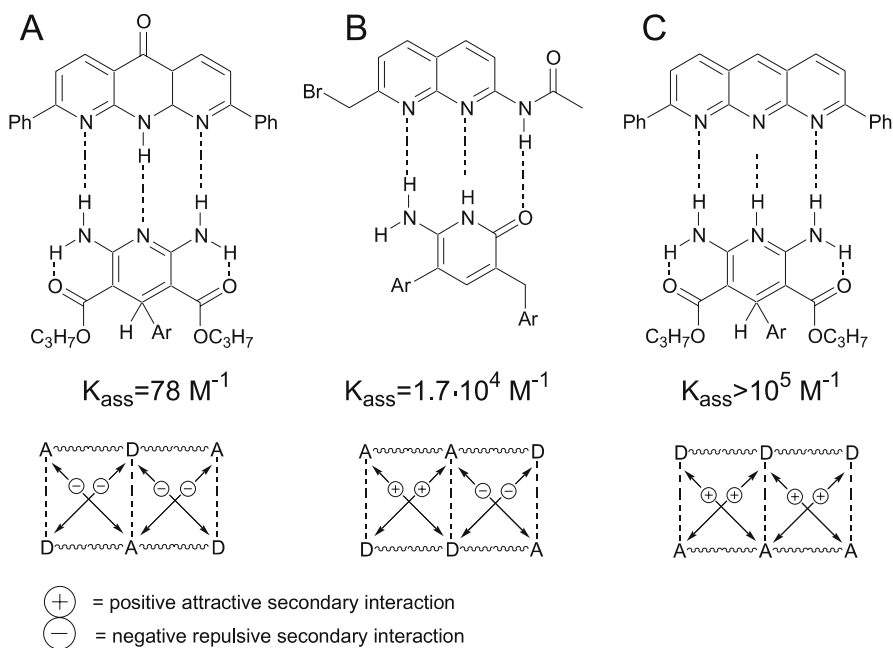 A B C
O
Br
O
Ph N N N Ph
H
N N N
H
Ph N N N Ph
H H
N N N
H H
O O
C₃H₇O H Ar OC₃H₇
H H
N N O
H
Ar
Ar
H H H
N N N
H H
O O
C₃H₇O H Ar OC₃H₇
Kass=78 M⁻¹ Kass=1.7·10⁴ M⁻¹ Kass>10⁵ M⁻¹
A D A A A D D D D
− − − − + + − − + + + +
D A D D D A A A A
+ = positive attractive secondary interaction
− = negative repulsive secondary interaction